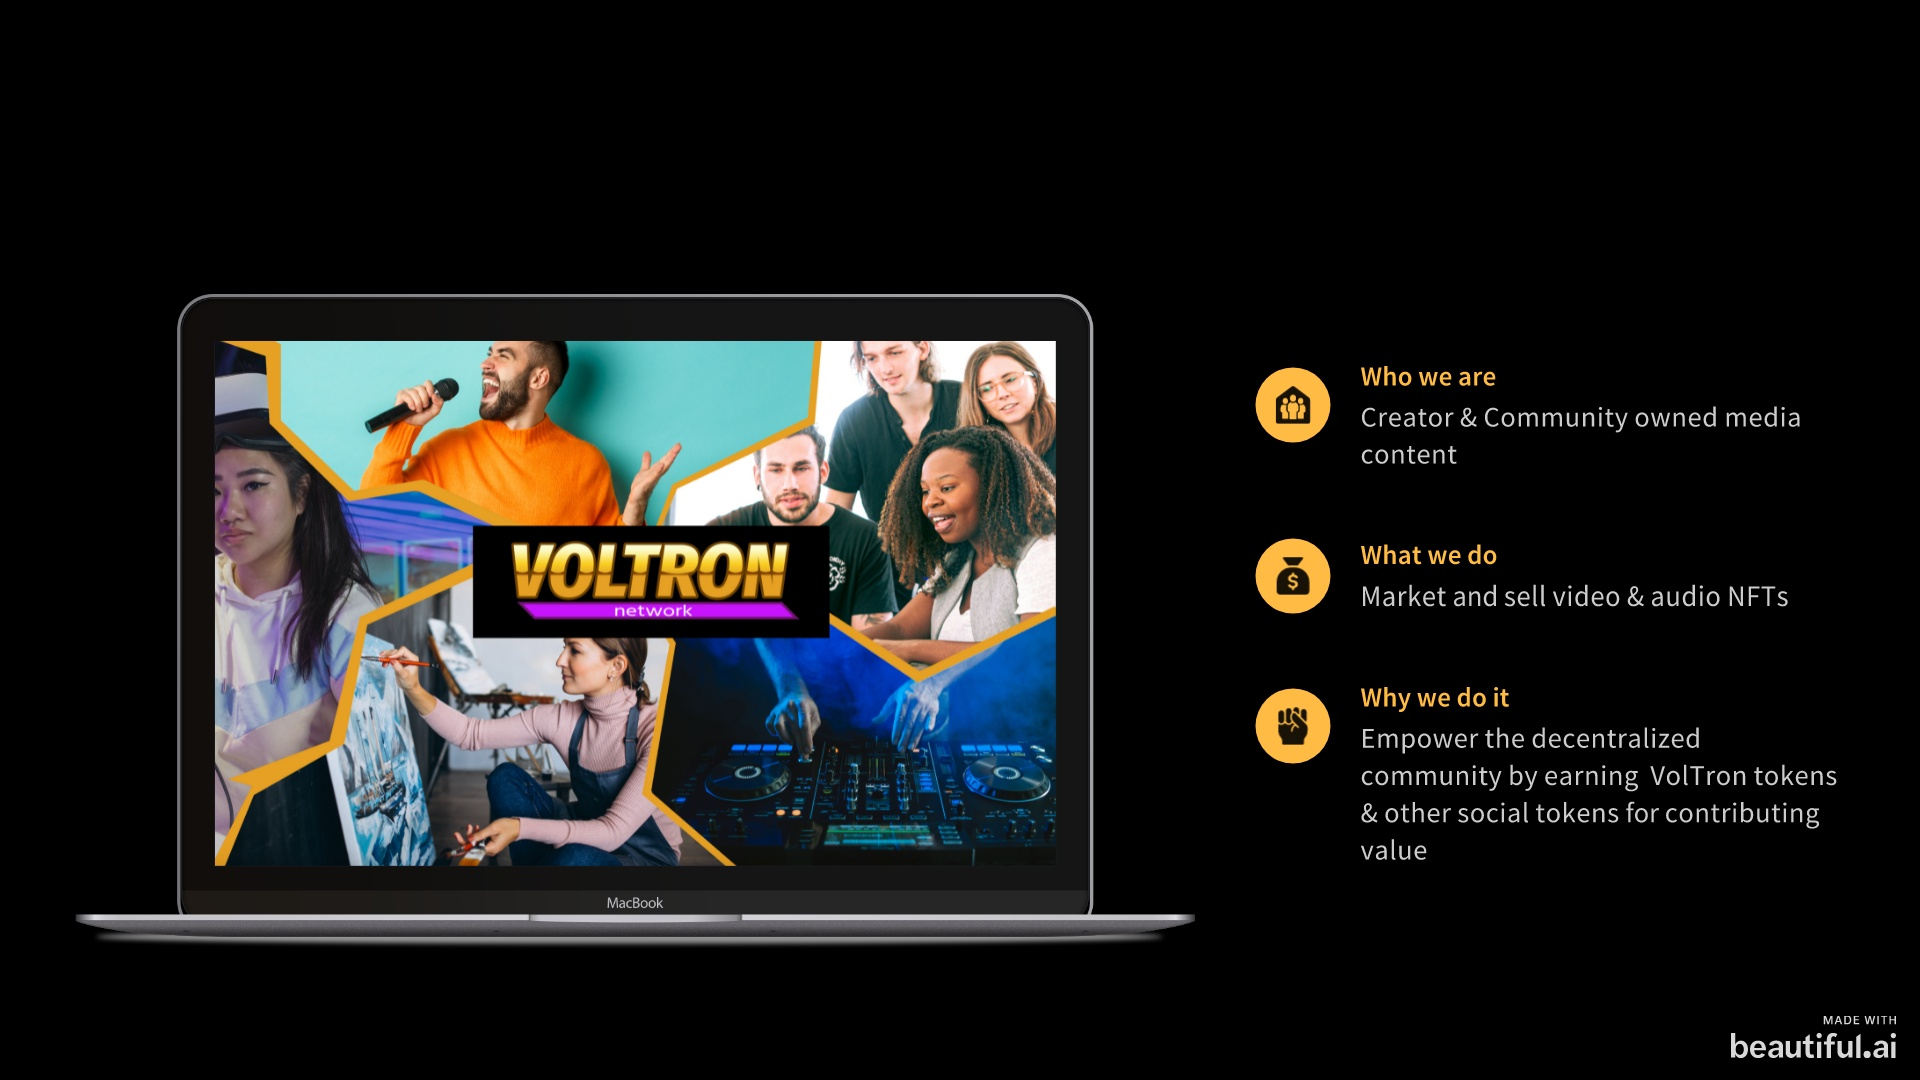 VOLTRON
network
MacBook
Who we are
Creator & Community owned media
content
What we do
Market and sell video & audio NFTs
Why we do it
Empower the decentralized
community by earning  VolTron tokens
& other social tokens for contributing
value
MADE WITH
beautiful.ai